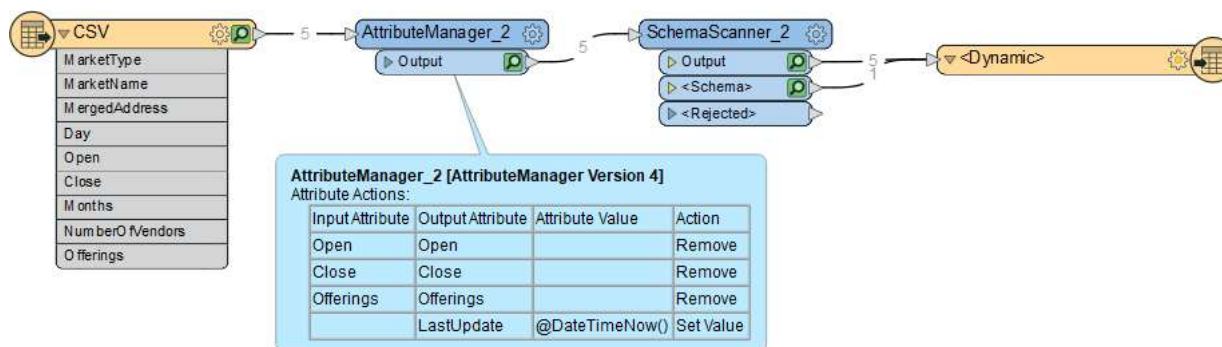 CSV
MarketType
MarketName
MergedAddress
Day
Open
Close
Months
NumberOfVendors
Offerings
5
AttributeManager_2
Output
5
SchemaScanner_2
Output
<Schema>
<Rejected>
5
1
<Dynamic>
AttributeManager_2 [AttributeManager Version 4]
Attribute Actions:
Input Attribute Output Attribute Attribute Value Action
Open Open Remove
Close Close Remove
Offerings Offerings Remove
LastUpdate @DateTimeNow() Set Value